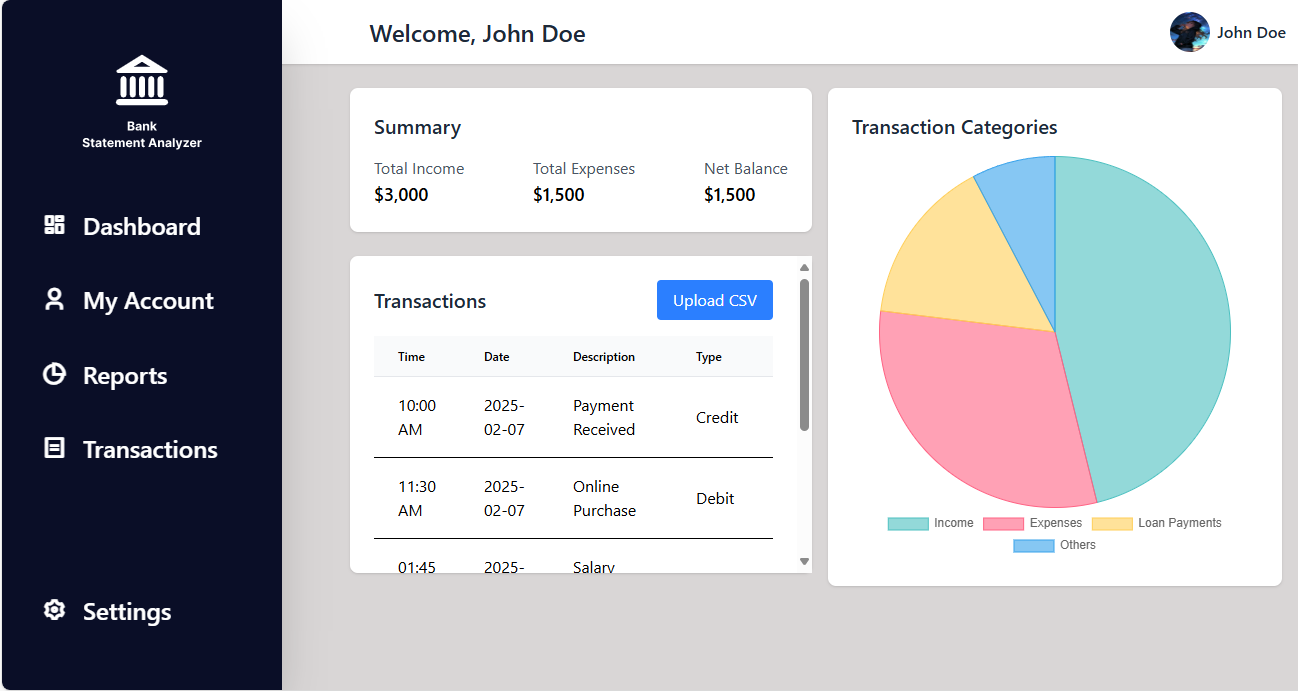 Bank
Statement Analyzer
Dashboard
My Account
Reports
Transactions
Settings
Welcome, John Doe
John Doe
Summary
Total Income Total Expenses Net Balance
$3,000 $1,500 $1,500
Transactions Upload CSV
Time Date Description Type
10:00 2025- Payment
AM 02-07 Received Credit
11:30 2025- Online
AM 02-07 Purchase Debit
01:45 2025- Salary
Transaction Categories
Income Expenses Loan Payments
Others